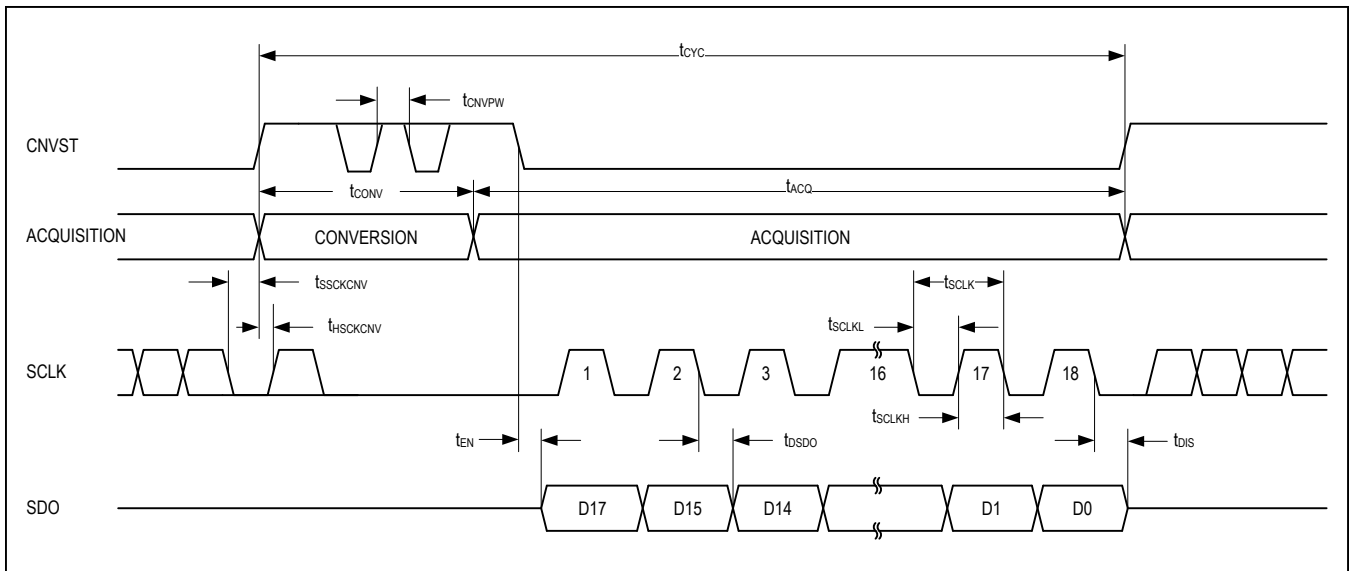 tCYC
tCNVPW
CNVST
tCONV
tACQ
ACQUISITION
CONVERSION
ACQUISITION
tSSCKCNV
tSCLK
tHSCKCNV
tSCLKL
SCLK
1 2 3 16 17 18
tSCLKH
tEN
tDSDO
tDIS
SDO
D17 D15 D14 D1 D0